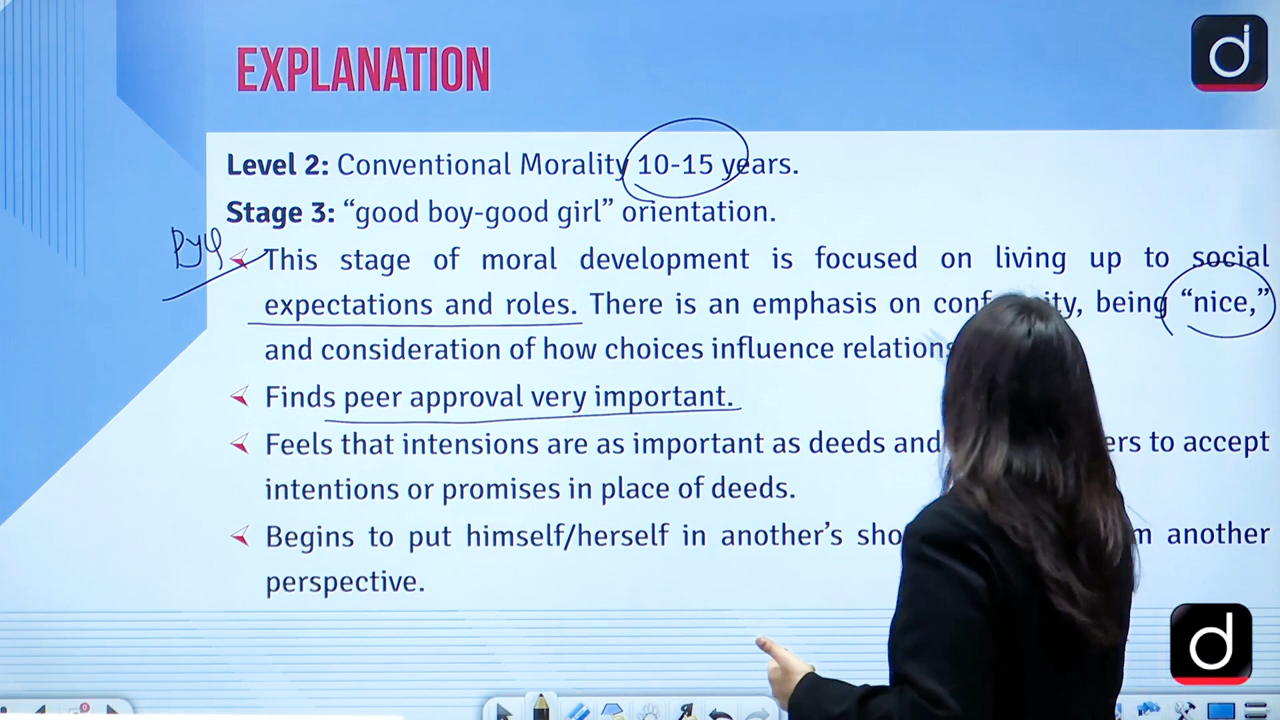 EXPLANATION
d
Level 2: Conventional Morality 10-15 years.
Stage 3: “good boy-good girl” orientation.
PYQ
This stage of moral development is focused on living up to social
expectations and roles. There is an emphasis on being “nice,”
and consideration of how choices influence
Finds peer approval very important.
Feels that intensions are as important as deeds and to accept
intentions or promises in place of deeds.
Begins to put himself/herself in another’s another
perspective.
d